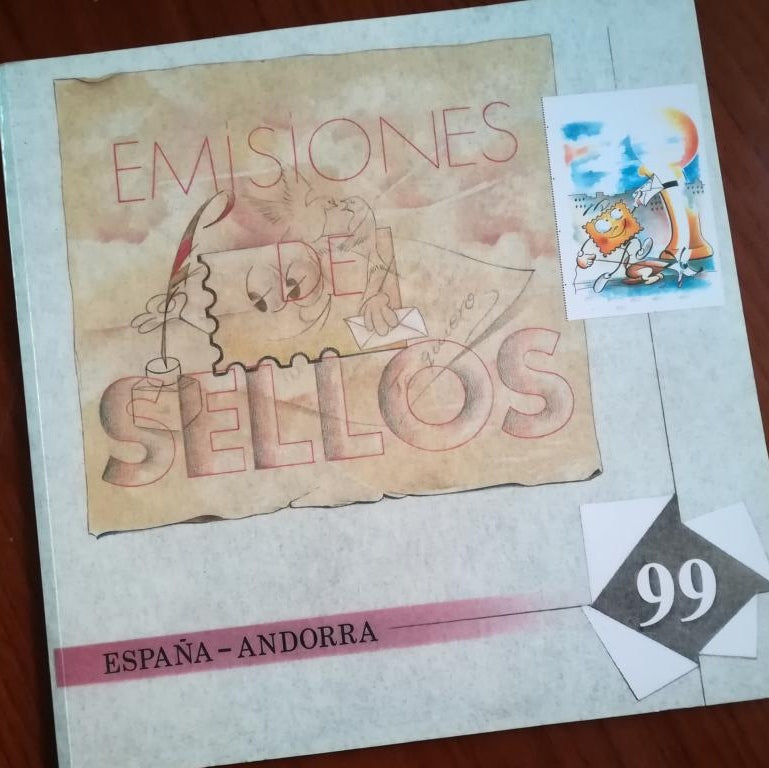 EMiSiONES
DE
SELLOS
99
ESPAÑA-ANDORRA